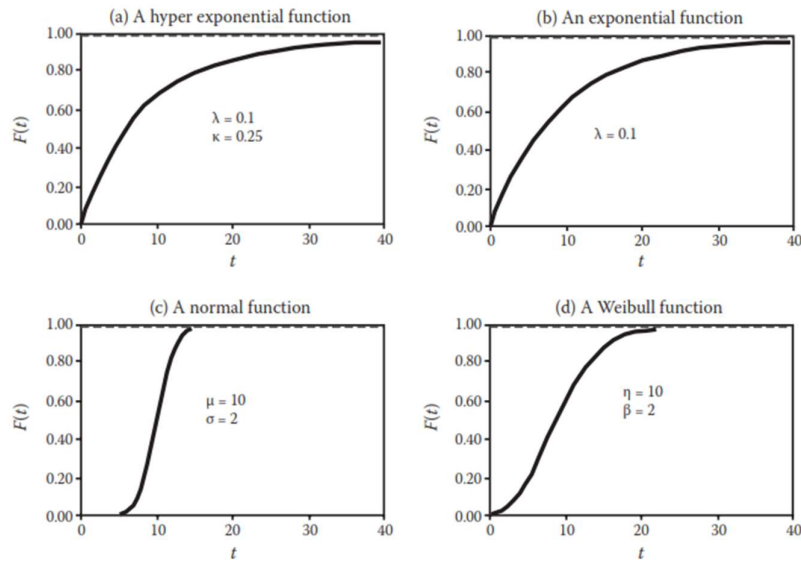 (a) A hyper exponential function
1.00
0.80
0.60
0.40
0.20
0.00
F(t)
λ = 0.1
κ = 0.25
0 10 20 30 40
t
(b) An exponential function
1.00
0.80
0.60
0.40
0.20
0.00
F(t)
λ = 0.1
0 10 20 30 40
t
(c) A normal function
1.00
0.80
0.60
0.40
0.20
0.00
F(t)
μ = 10
σ = 2
0 10 20 30 40
t
(d) A Weibull function
1.00
0.80
0.60
0.40
0.20
0.00
F(t)
η = 10
β = 2
0 10 20 30 40
t